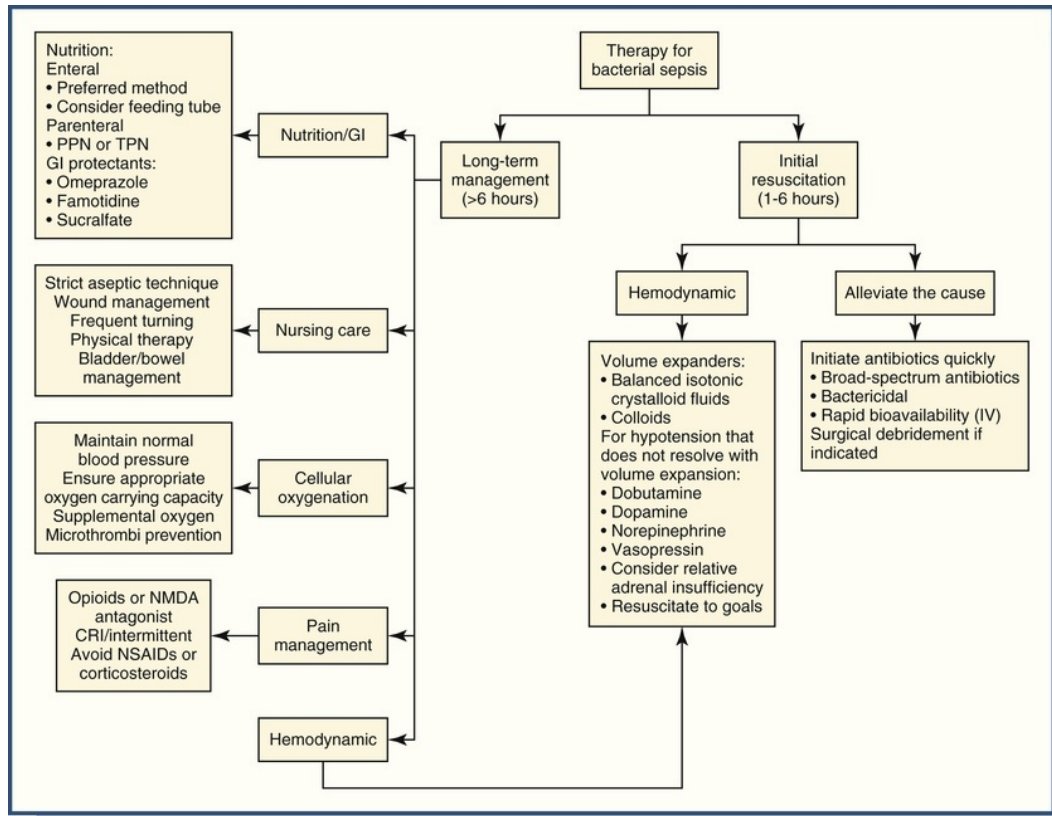 Therapy for
bacterial sepsis
Long-term
management
(>6 hours)
Initial
resuscitation
(1-6 hours)
Nutrition/GI
Nutrition:
Enteral
• Preferred method
• Consider feeding tube
Parenteral
• PPN or TPN
GI protectants:
• Omeprazole
• Famotidine
• Sucralfate
Nursing care
Strict aseptic technique
Wound management
Frequent turning
Physical therapy
Bladder/bowel
management
Cellular
oxygenation
Maintain normal
blood pressure
Ensure appropriate
oxygen carrying capacity
Supplemental oxygen
Microthrombi prevention
Pain
management
Opioids or NMDA
antagonist
CRI/intermittent
Avoid NSAIDs or
corticosteroids
Hemodynamic
Hemodynamic
Volume expanders:
• Balanced isotonic
crystalloid fluids
• Colloids
For hypotension that
does not resolve with
volume expansion:
• Dobutamine
• Dopamine
• Norepinephrine
• Vasopressin
• Consider relative
adrenal insufficiency
• Resuscitate to goals
Alleviate the cause
Initiate antibiotics quickly
• Broad-spectrum antibiotics
• Bactericidal
• Rapid bioavailability (IV)
Surgical debridement if
indicated